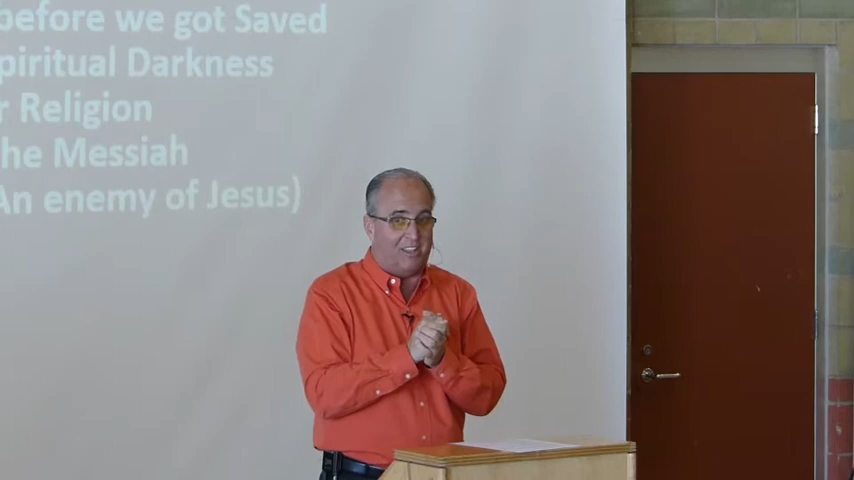 before we got Saved
piritual Darkness
r Religion
he Messiah
An enemy of Jesus)